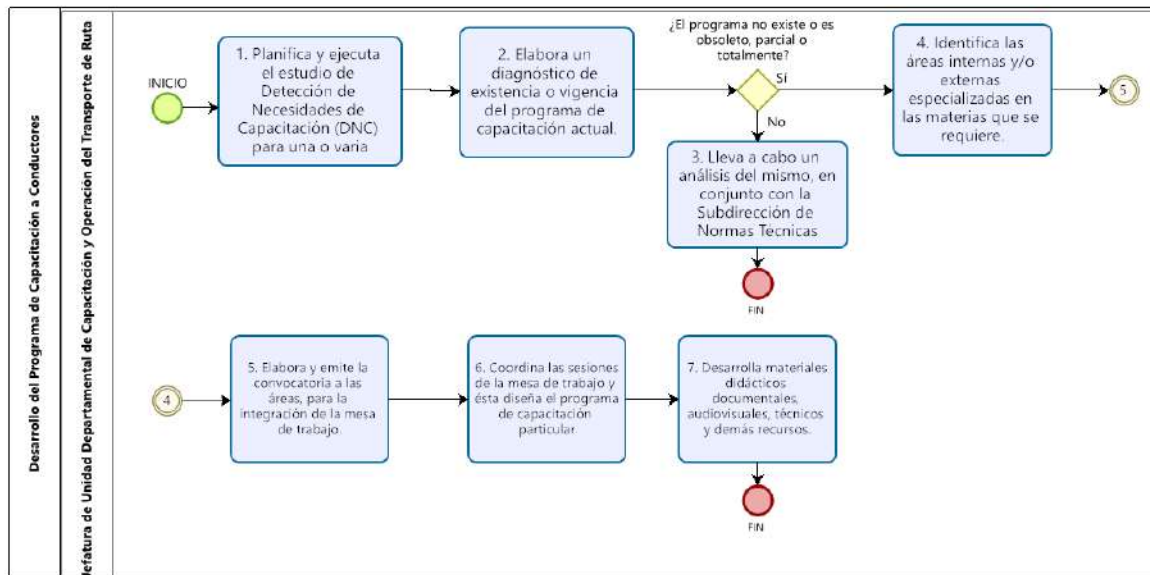 Desarrollo del Programa de Capacitación a Conductores
Jefatura de Unidad Departamental de Capacitación y Operación del Transporte de Ruta
INICIO
1. Planifica y ejecuta
el estudio de
Detección de
Necesidades de
Capacitación (DNC)
para una o varia
2. Elabora un
diagnóstico de
existencia o vigencia
del programa de
capacitación actual.
¿El programa no existe o es
obsoleto, parcial o
totalmente?
Sí
No
3. Lleva a cabo un
análisis del mismo, en
conjunto con la
Subdirección de
Normas Técnicas
FIN
4. Identifica las
áreas internas y/o
externas
especializadas en
las materias que se
requiere.
5
4
5. Elabora y emite la
convocatoria a las
áreas, para la
integración de la mesa
de trabajo.
6. Coordina las sesiones
de la mesa de trabajo y
ésta diseña el programa
de capacitación
particular.
7. Desarrolla materiales
didácticos
documentales,
audiovisuales, técnicos
y demás recursos.
FIN